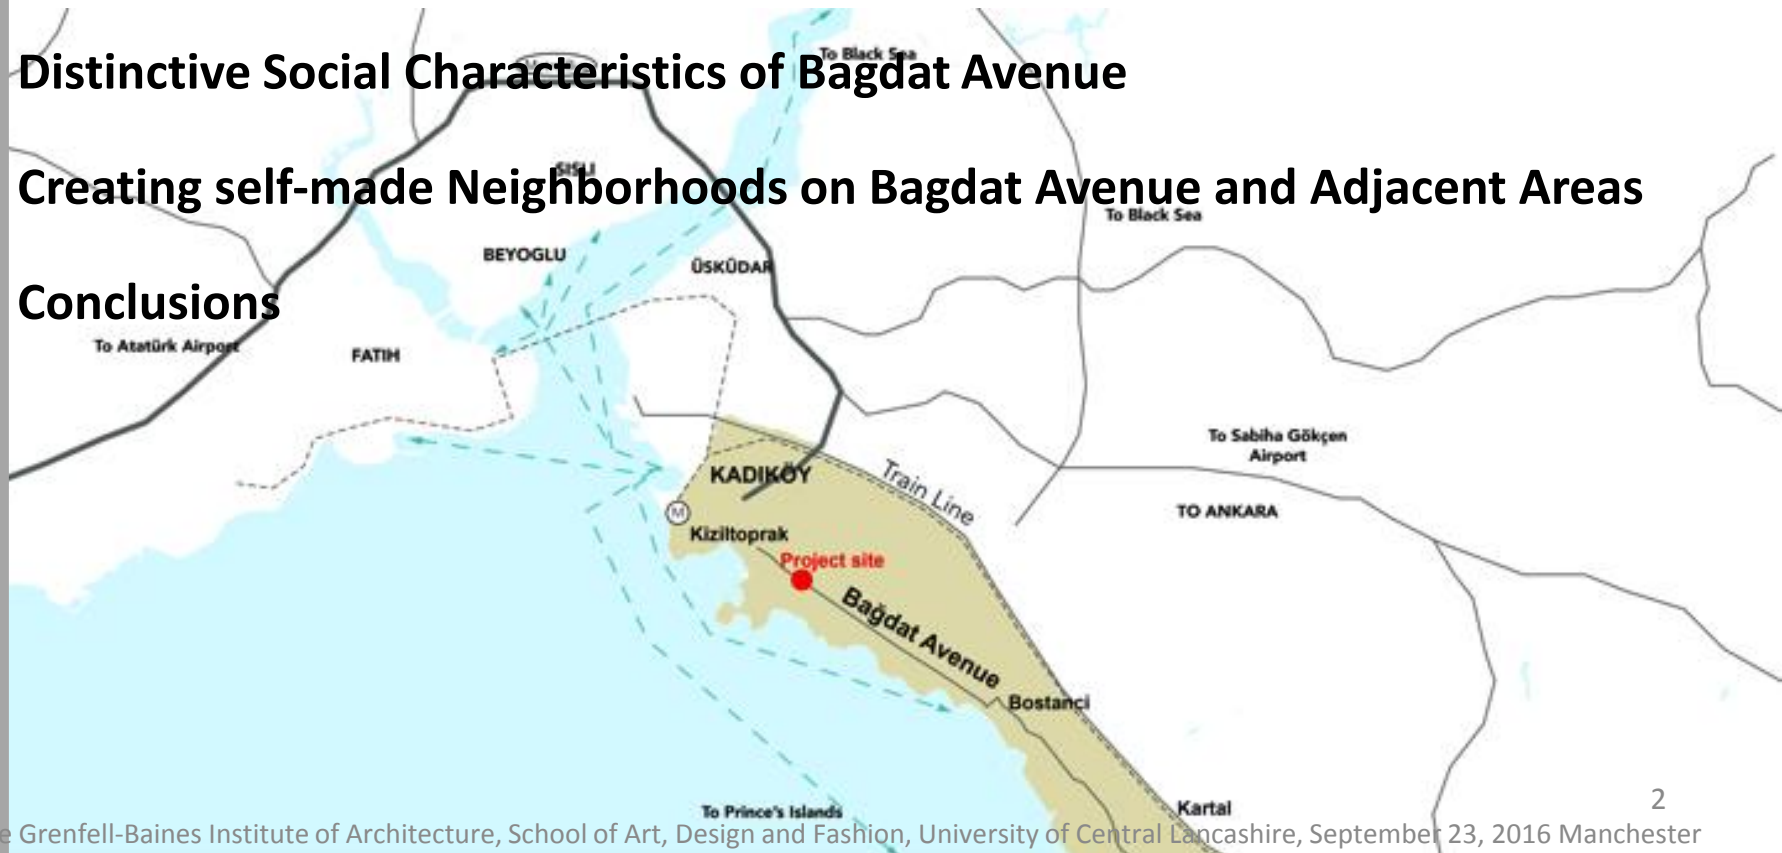 Distinctive Social Characteristics of Bagdat Avenue
To Black Sea
SISLI
Creating self-made Neighborhoods on Bagdat Avenue and Adjacent Areas
To Black Sea
BEYOGLU
ÜSKÜDAR
Conclusions
To Atatürk Airport
FATIH
To Sabiha Gökçen
Airport
KADIKÖY
Train Line
TO ANKARA
M
Kiziltoprak
Project site
Bağdat Avenue
Bostanci
2
To Prince's Islands
Kartal
Grenfell-Baines Institute of Architecture, School of Art, Design and Fashion, University of Central Lancashire, September 23, 2016 Manchester